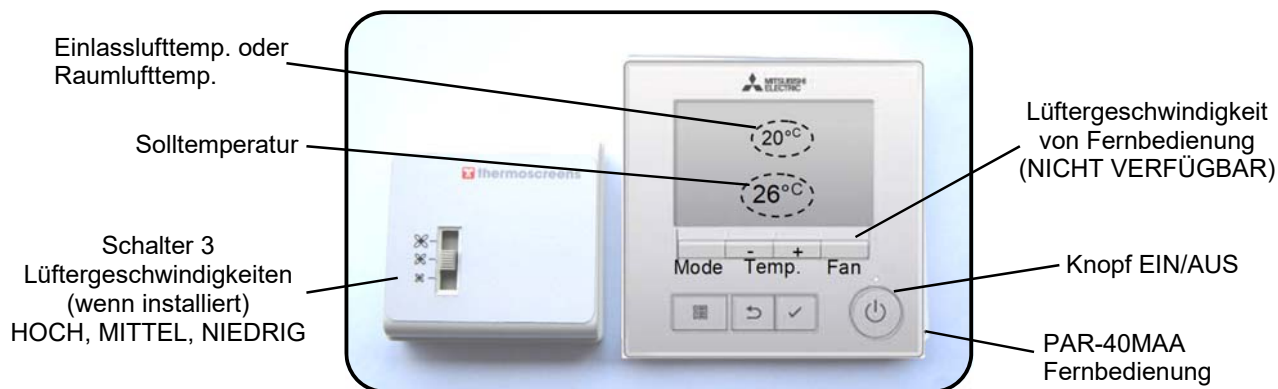 Einlasslufttemp. oder
Raumlufttemp.
Solltemperatur
Schalter 3
Lüftergeschwindigkeiten
(wenn installiert)
HOCH, MITTEL, NIEDRIG
thermoscreens
MITSUBISHI
ELECTRIC
20°C
26°C
- +
Mode Temp. Fan
Lüftergeschwindigkeit
von Fernbedienung
(NICHT VERFÜGBAR)
Knopf EIN/AUS
PAR-40MAA
Fernbedienung